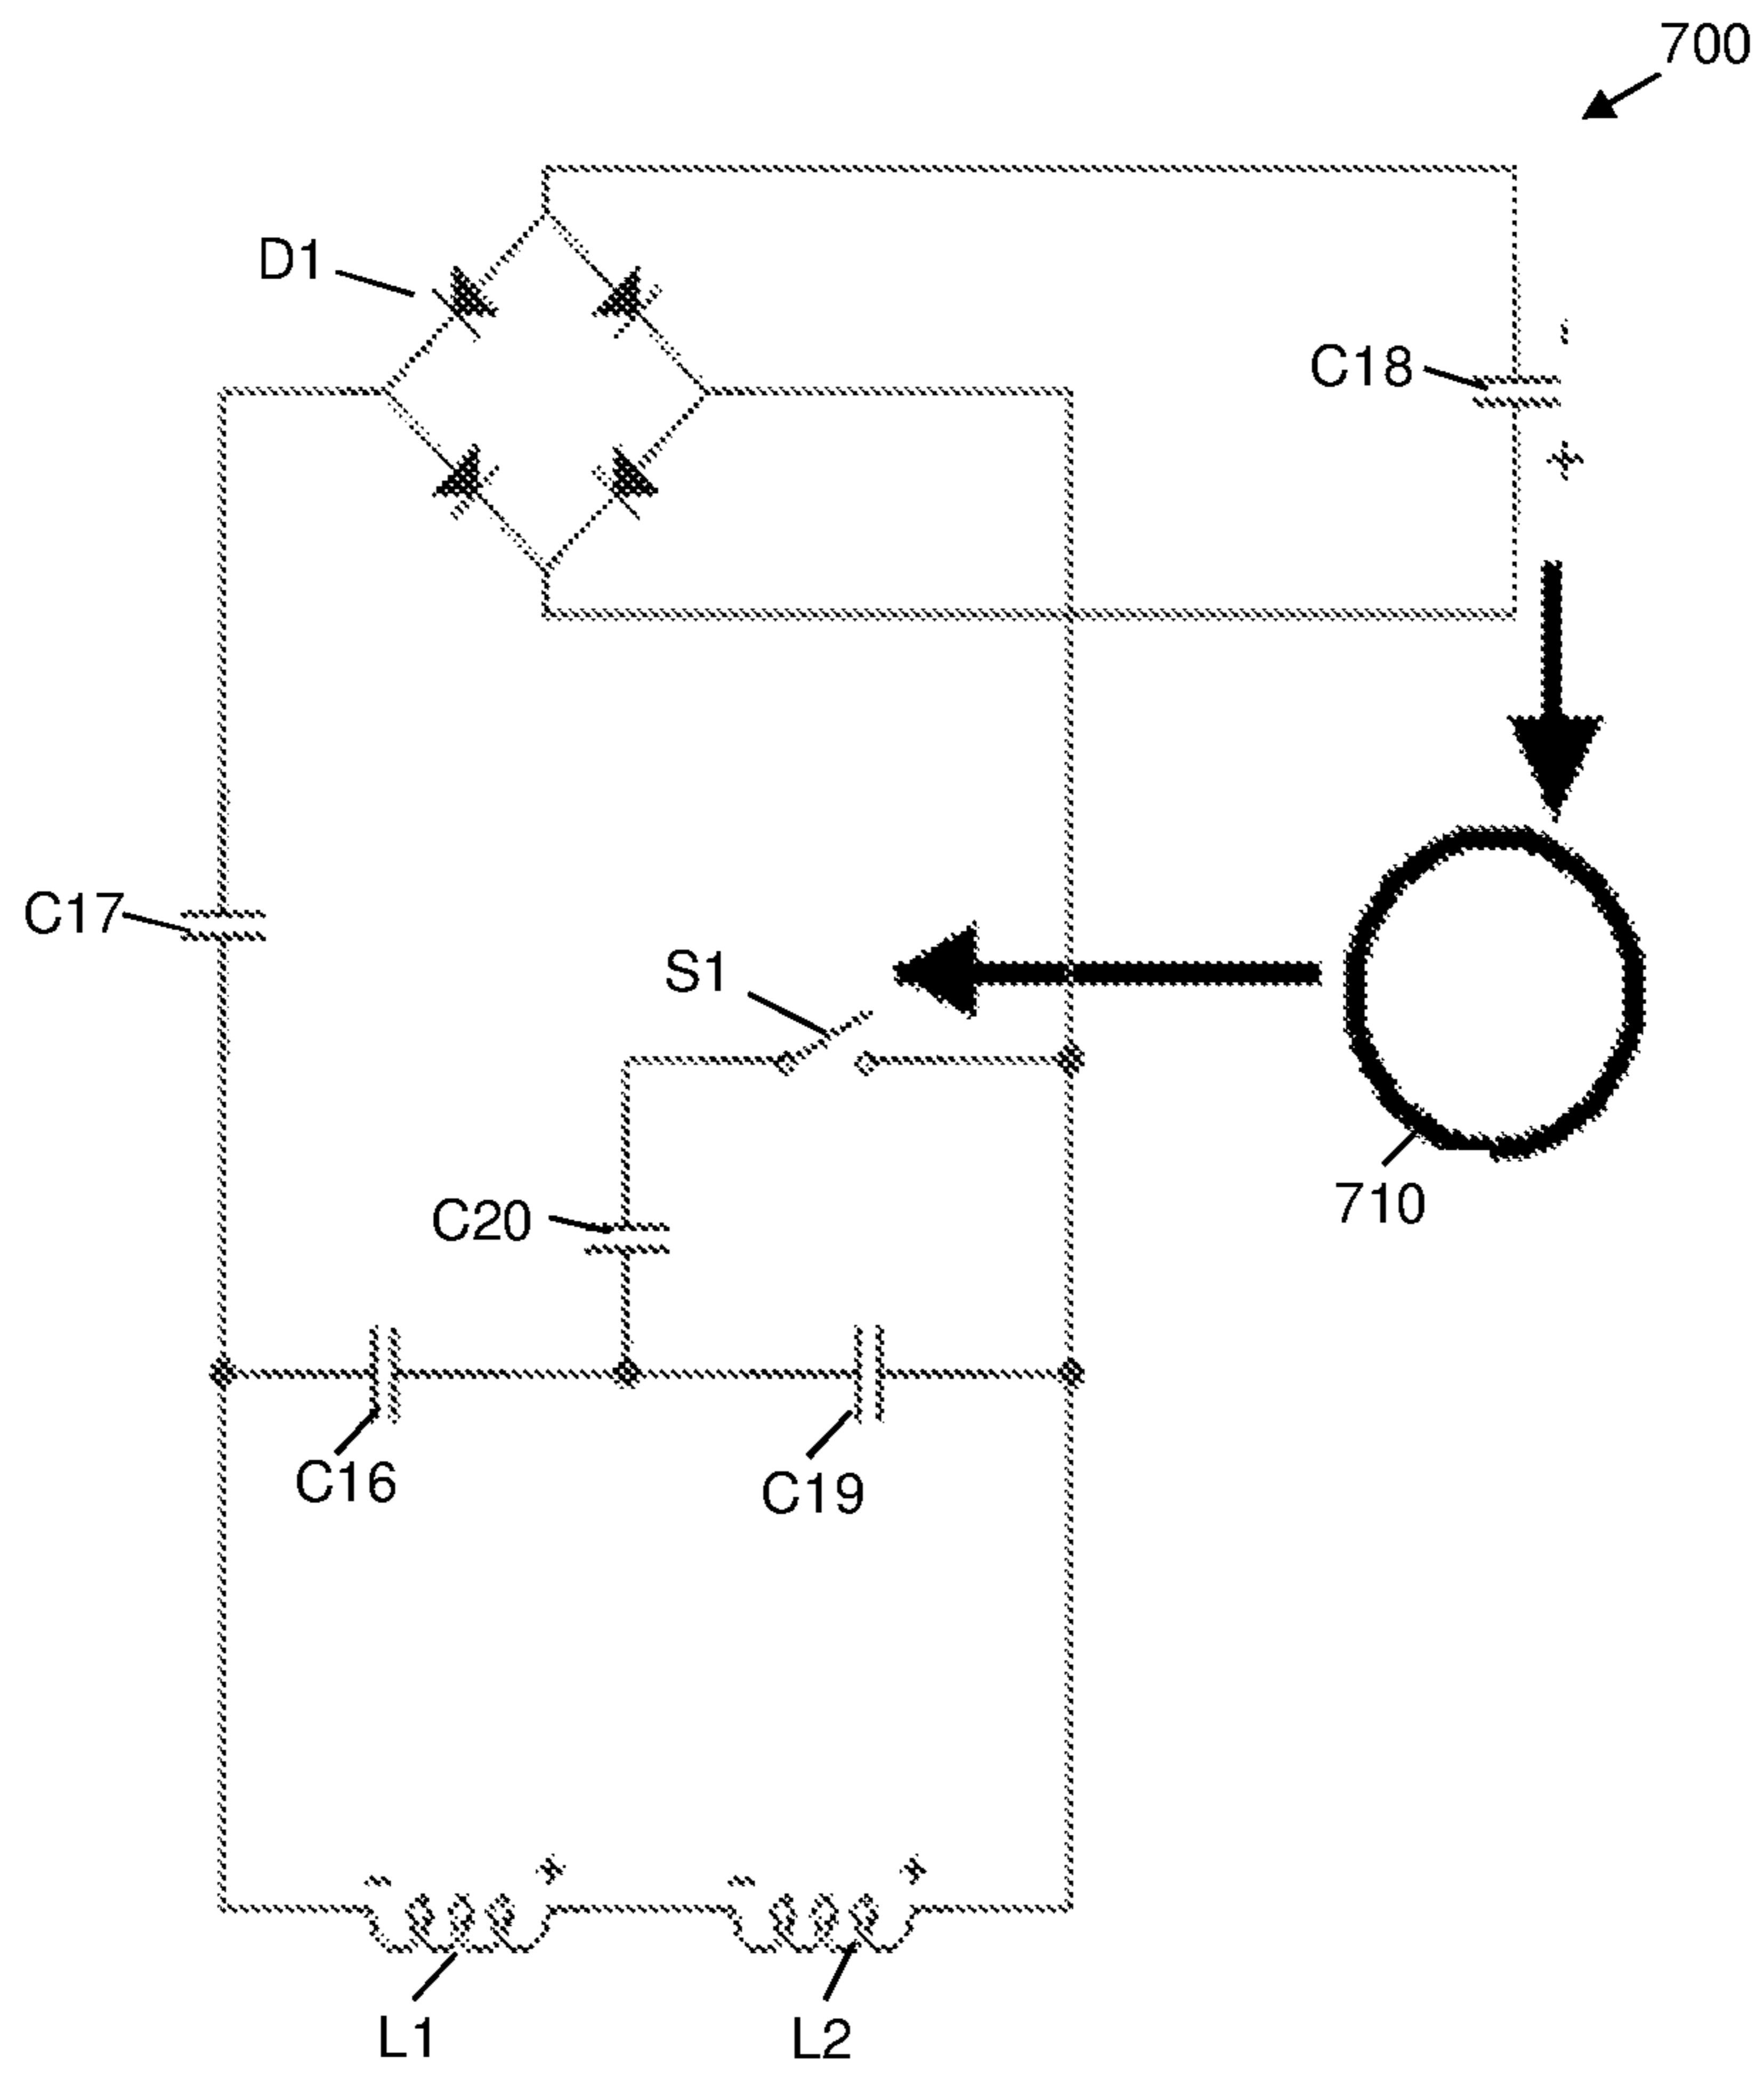 700
D1
C18
-
+
C17
S1
C20
710
C16
C19
- + - +
L1
L2